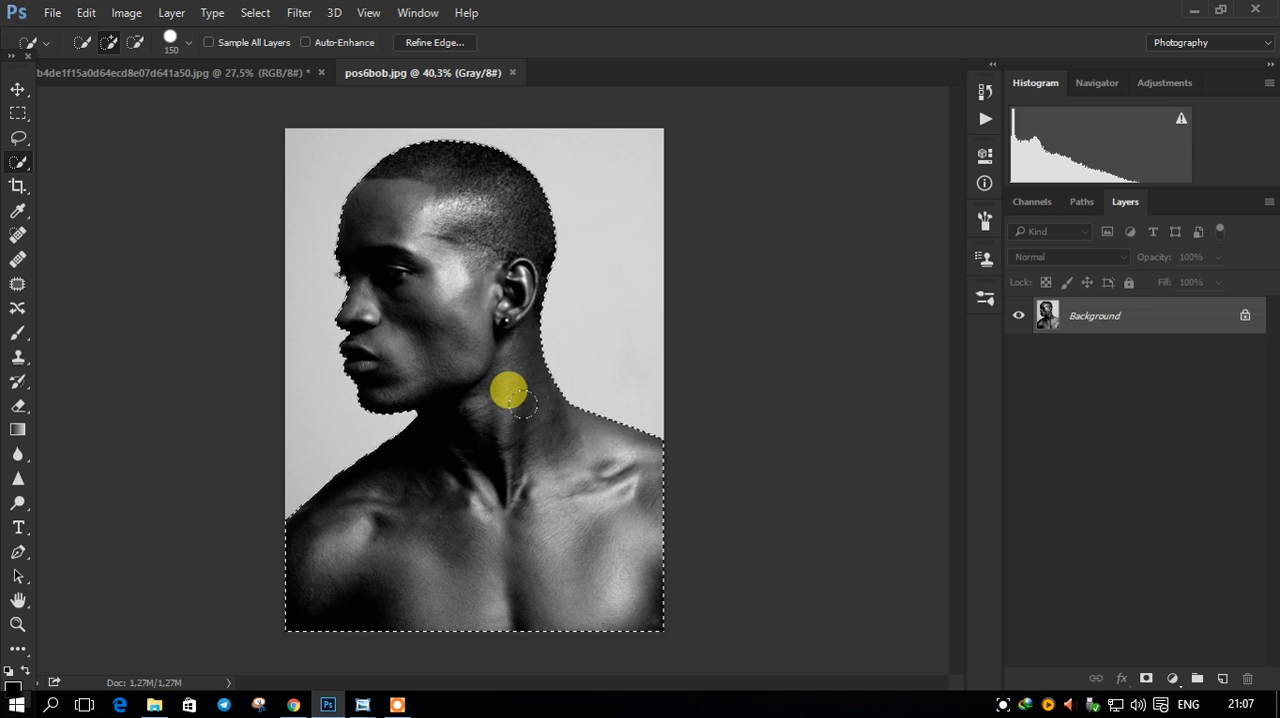 Ps File Edit Image Layer Type Select Filter 3D View Window Help
150 Sample All Layers Auto-Enhance Refine Edge... Photography
b4de1f15a0d64ecd8e07d641a50.jpg @ 27,5% (RGB/8#) * × pos6bob.jpg @ 40,3% (Gray/8#) ×
Histogram Navigator Adjustments
Channels Paths Layers
Kind
Normal Opacity: 100%
Lock: Fill: 100%
Background
fx
Doc: 1,27M/1,27M
Ps ENG 21:07